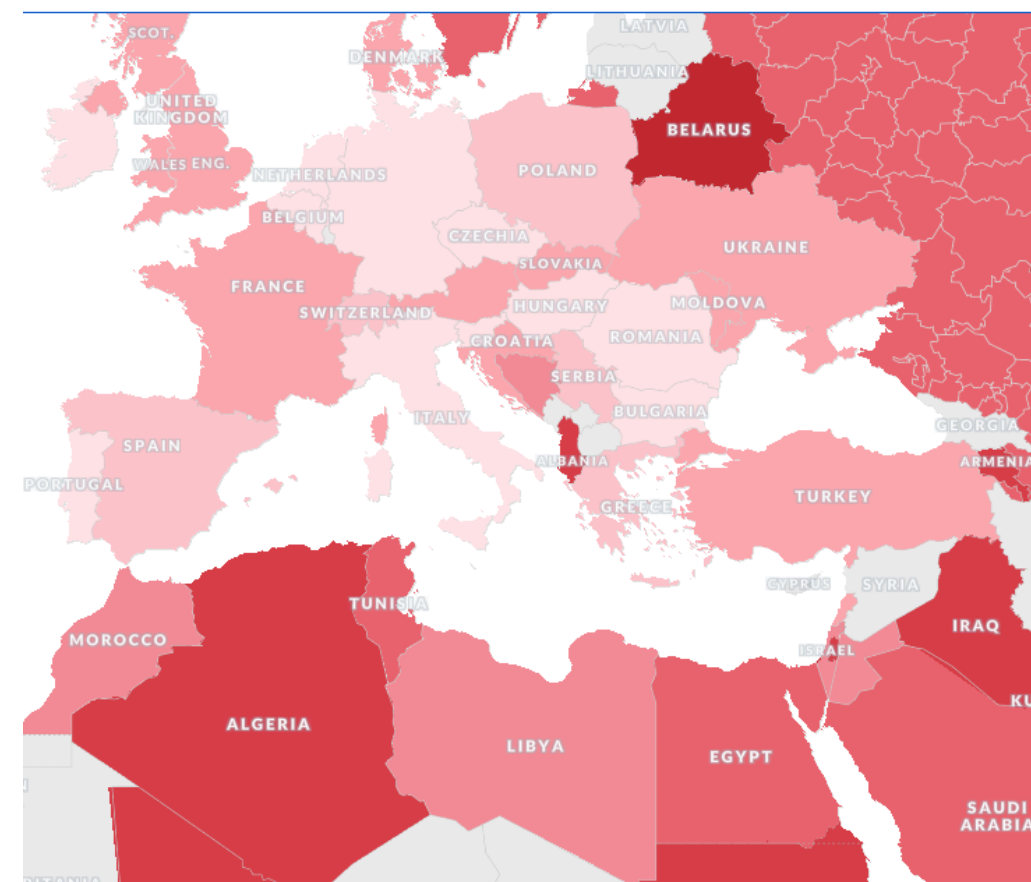 SCOT.
LATVIA
DENMARK
LITHUANIA
UNITED
KINGDOM
BELARUS
WALES ENG.
NETHERLANDS
POLAND
BELGIUM
CZECHIA
UKRAINE
SLOVAKIA
FRANCE
SWITZERLAND
HUNGARY
MOLDOVA
CROATIA
ROMANIA
SERBIA
ITALY
BULGARIA
GEORGIA
SPAIN
ALBANIA
ARMENIA
PORTUGAL
GREECE
TURKEY
CYPRUS
SYRIA
TUNISIA
MOROCCO
IRAQ
ISRAEL
KU
ALGERIA
LIBYA
EGYPT
SAUDI
ARABIA